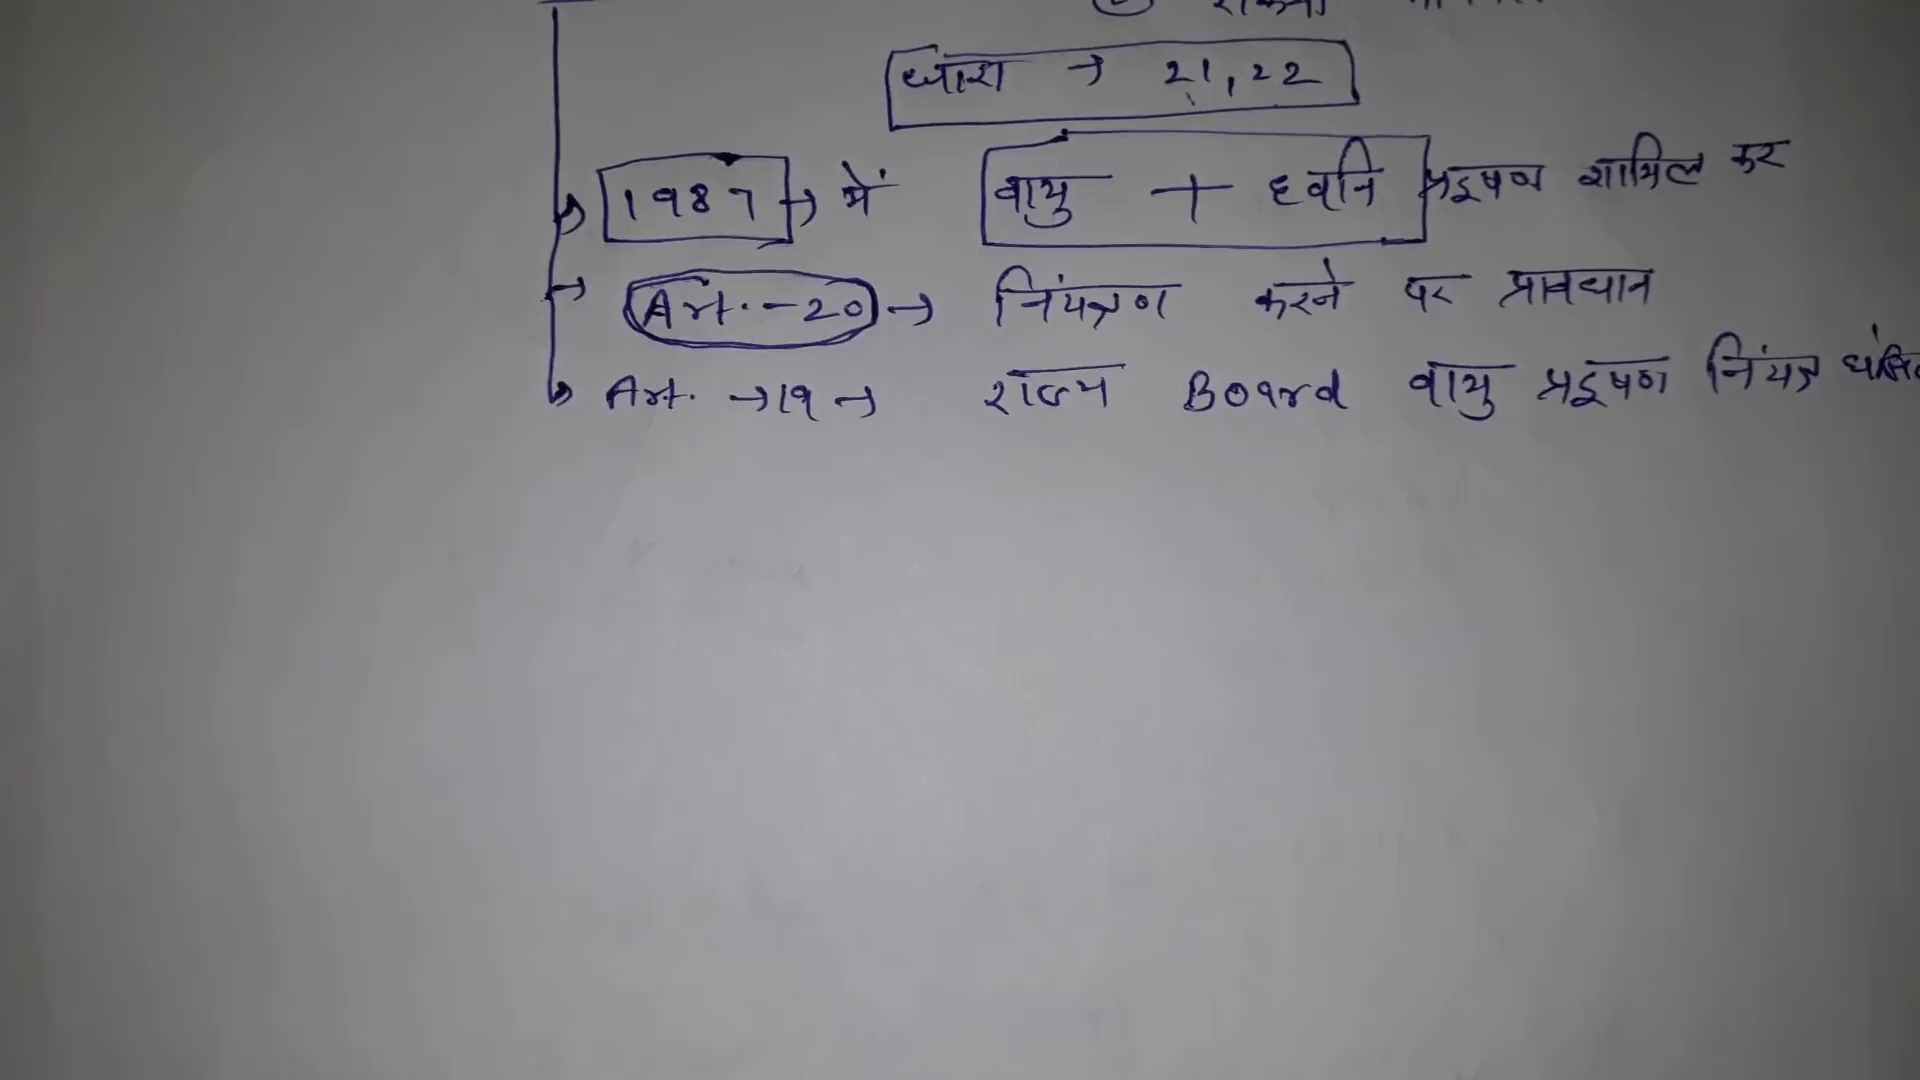 धारा → 21, 22
1987 → में वायु + ध्वनि प्रदूषण शामिल कर
Art. - 20 → नियंत्रण करने पर प्रावधान
Art. → 19 → राज्य Board वायु प्रदूषण नियंत्र